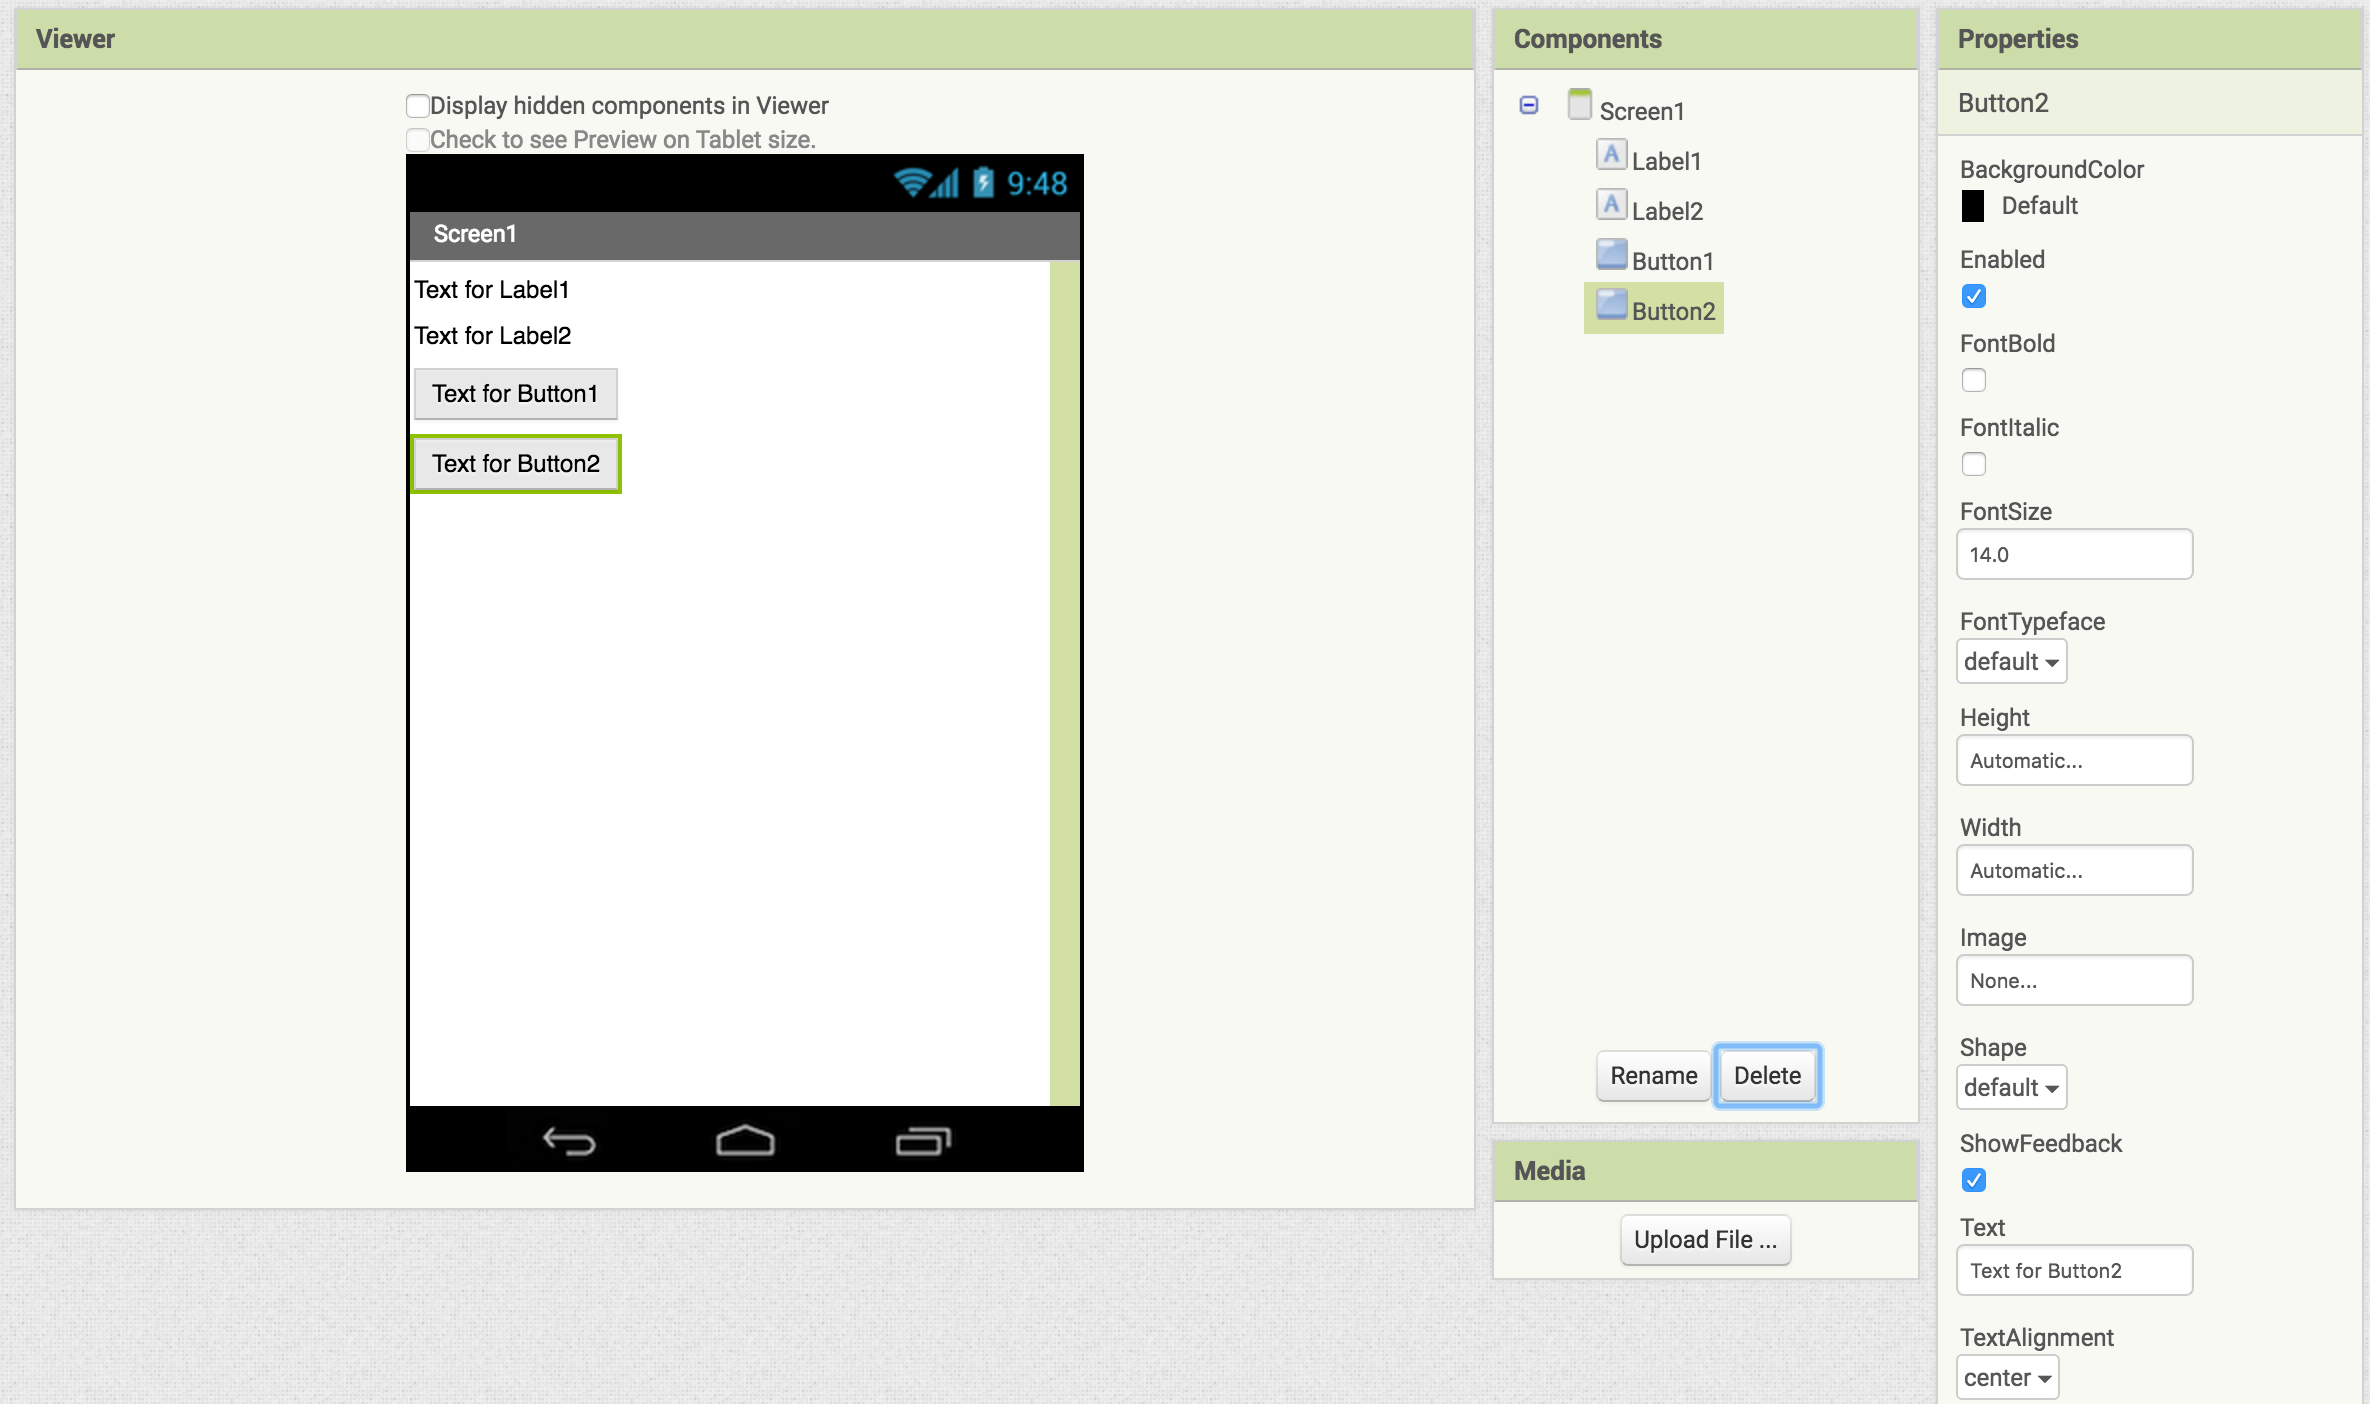 Viewer
Display hidden components in Viewer
Check to see Preview on Tablet size.
9:48
Screen1
Text for Label1
Text for Label2
Text for Button1
Text for Button2
Components
Screen1
A Label1
A Label2
Button1
Button2
Rename Delete
Media
Upload File ...
Properties
Button2
BackgroundColor
Default
Enabled
FontBold
FontItalic
FontSize
14.0
FontTypeface
default
Height
Automatic...
Width
Automatic...
Image
None...
Shape
default
ShowFeedback
Text
Text for Button2
TextAlignment
center